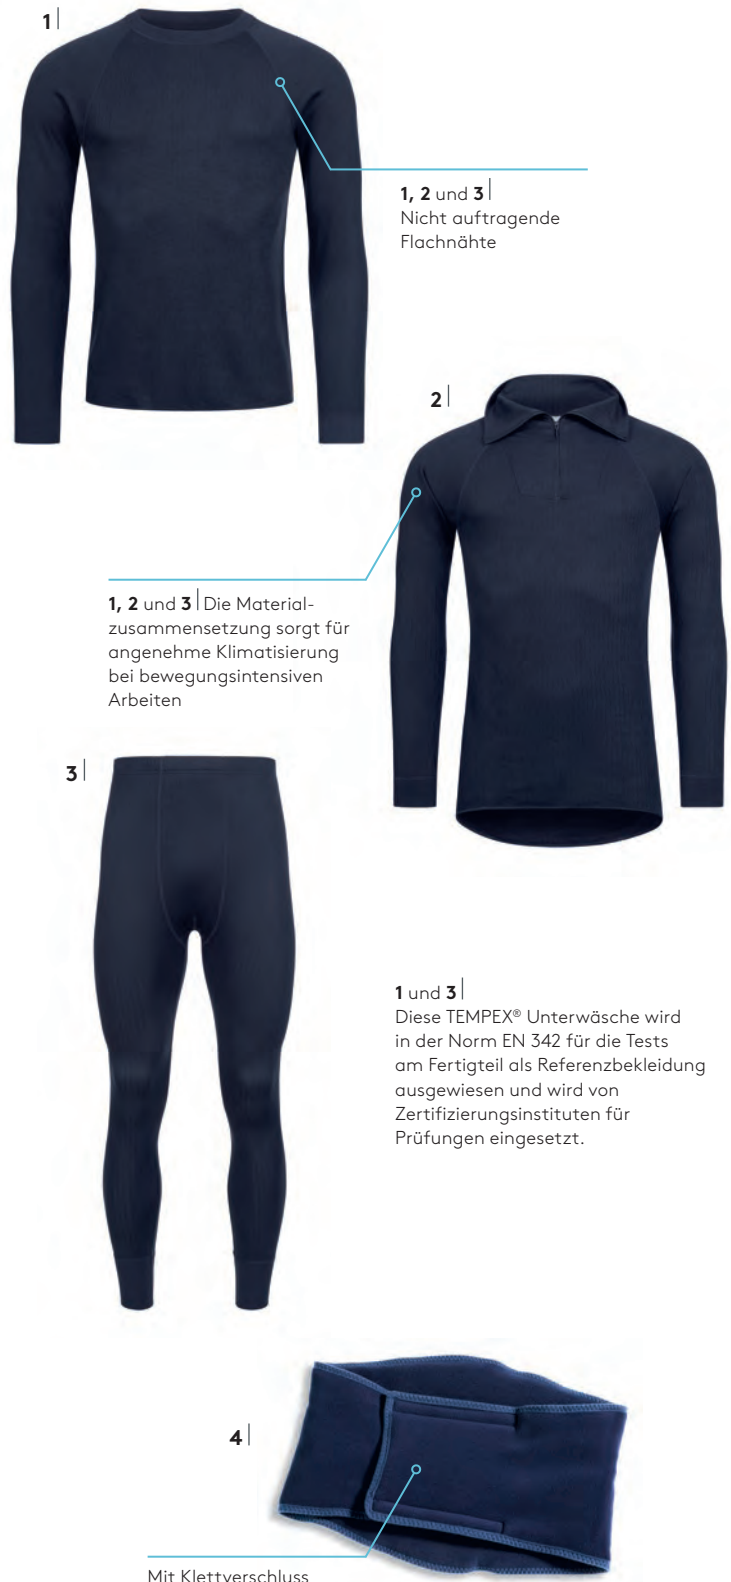 1|
1, 2 und 3|
Nicht auftragende
Flachnähte
2|
1, 2 und 3| Die Material-
zusammensetzung sorgt für
angenehme Klimatisierung
bei bewegungsintensiven
Arbeiten
3|
1 und 3|
Diese TEMPEX® Unterwäsche wird
in der Norm EN 342 für die Tests
am Fertigteil als Referenzbekleidung
ausgewiesen und wird von
Zertifizierungsinstituten für
Prüfungen eingesetzt.
4|
Mit Klettverschluss